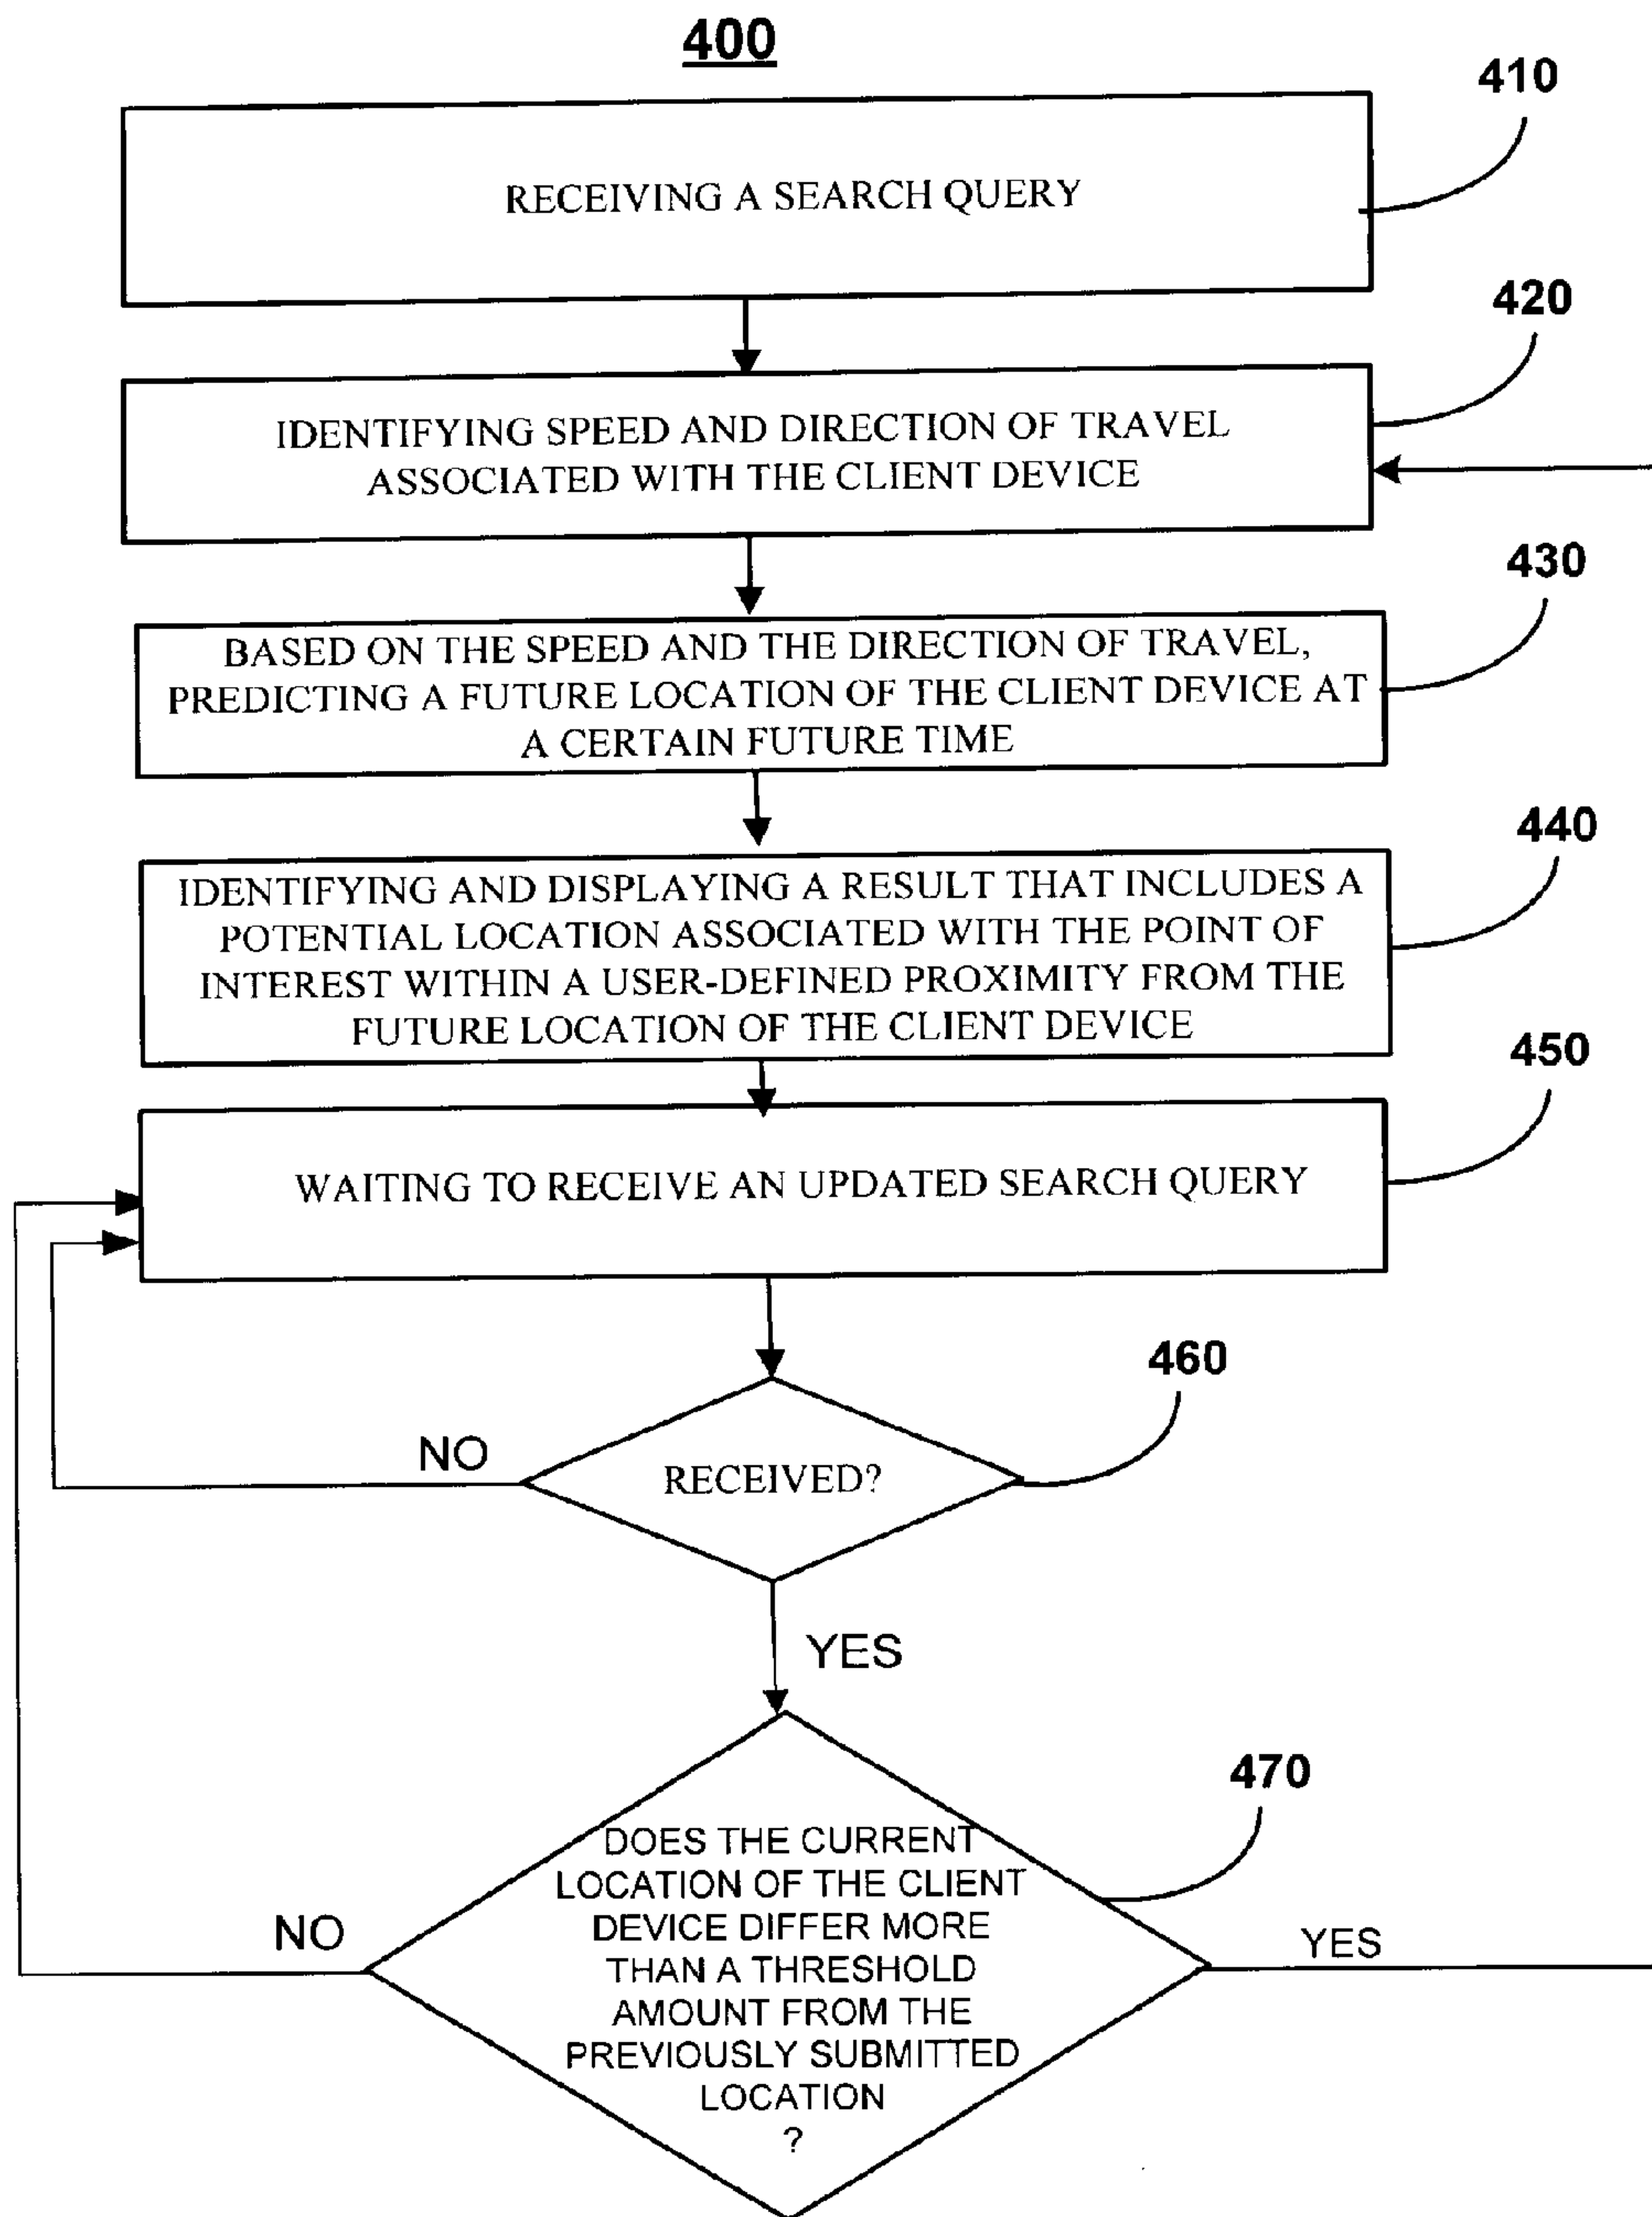 400
410
RECEIVING A SEARCH QUERY
420
IDENTIFYING SPEED AND DIRECTION OF TRAVEL
ASSOCIATED WITH THE CLIENT DEVICE
430
BASED ON THE SPEED AND THE DIRECTION OF TRAVEL,
PREDICTING A FUTURE LOCATION OF THE CLIENT DEVICE AT
A CERTAIN FUTURE TIME
440
IDENTIFYING AND DISPLAYING A RESULT THAT INCLUDES A
POTENTIAL LOCATION ASSOCIATED WITH THE POINT OF
INTEREST WITHIN A USER-DEFINED PROXIMITY FROM THE
FUTURE LOCATION OF THE CLIENT DEVICE
450
WAITING TO RECEIVE AN UPDATED SEARCH QUERY
460
NO
RECEIVED?
YES
470
DOES THE CURRENT
LOCATION OF THE CLIENT
DEVICE DIFFER MORE
THAN A THRESHOLD
AMOUNT FROM THE
PREVIOUSLY SUBMITTED
LOCATION
?
NO
YES